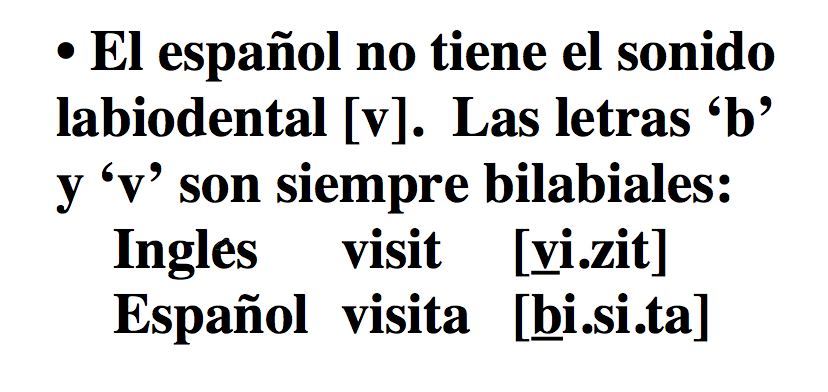 • El español no tiene el sonido
labiodental [v]. Las letras ‘b’
y ‘v’ son siempre bilabiales:
Inglés visit [vi.zit]
Español visita [bi.si.ta]